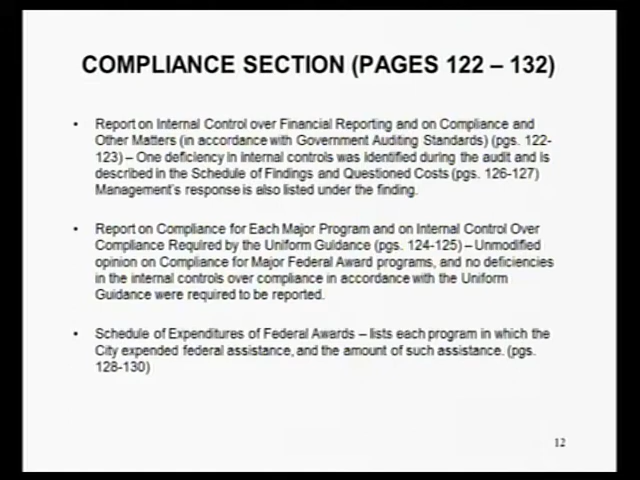 COMPLIANCE SECTION (PAGES 122 – 132)
• Report on Internal Control over Financial Reporting and on Compliance and
Other Matters (in accordance with Government Auditing Standards) (pgs. 122-
123) – One deficiency in internal controls was identified during the audit and is
described in the Schedule of Findings and Questioned Costs (pgs. 126-127)
Management's response is also listed under the finding.
• Report on Compliance for Each Major Program and on Internal Control Over
Compliance Required by the Uniform Guidance (pgs. 124-125) – Unmodified
opinion on Compliance for Major Federal Award programs, and no deficiencies
in the internal controls over compliance in accordance with the Uniform
Guidance were required to be reported.
• Schedule of Expenditures of Federal Awards – lists each program in which the
City expended federal assistance, and the amount of such assistance. (pgs.
128-130)
12